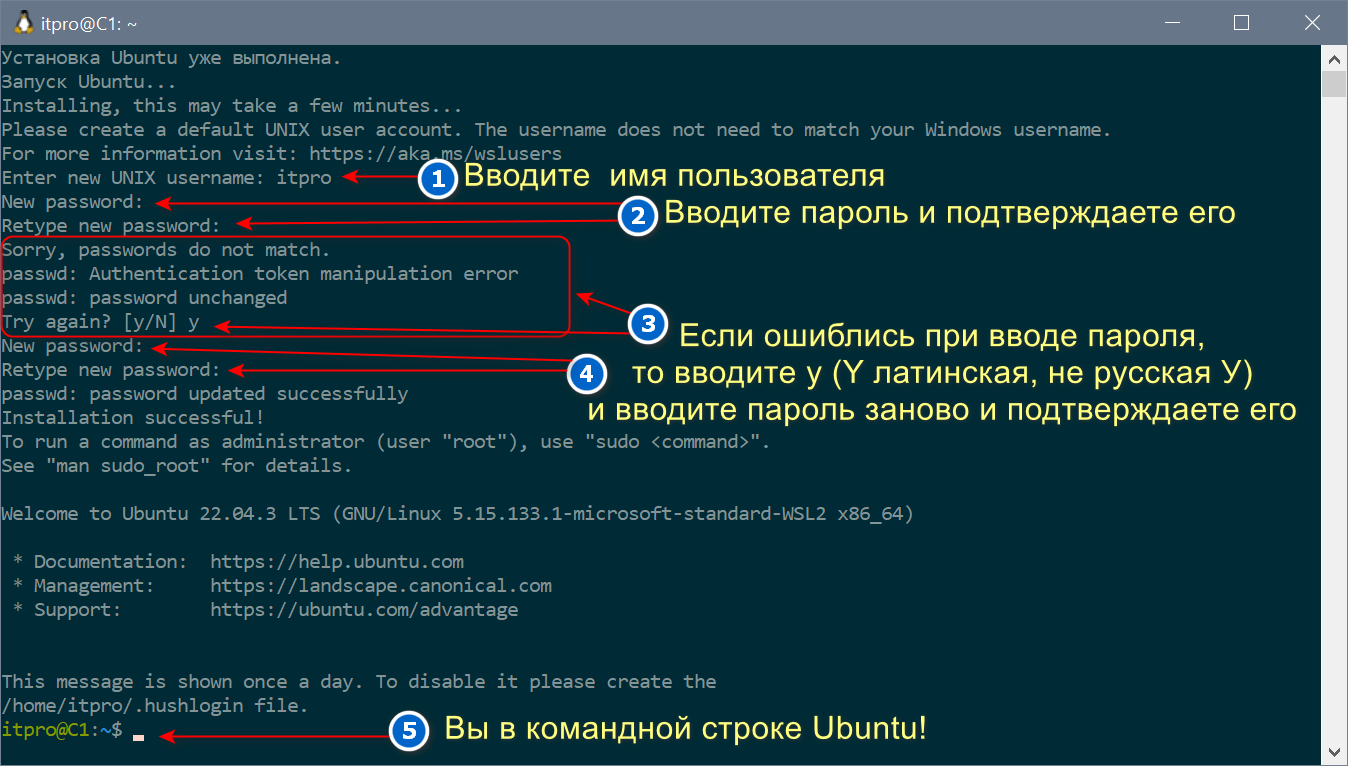 itpro@C1: ~
Установка Ubuntu уже выполнена.
Запуск Ubuntu...
Installing, this may take a few minutes...
Please create a default UNIX user account. The username does not need to match your Windows username.
For more information visit: https://aka.ms/wslusers
Enter new UNIX username: itpro
1 Вводите имя пользователя
New password:
2 Вводите пароль и подтверждаете его
Retype new password:
Sorry, passwords do not match.
passwd: Authentication token manipulation error
passwd: password unchanged
Try again? [y/N] y
3 Если ошиблись при вводе пароля,
New password:
Retype new password:
4 то вводите y (Y латинская, не русская У)
passwd: password updated successfully
и вводите пароль заново и подтверждаете его
Installation successful!
To run a command as administrator (user "root"), use "sudo <command>".
See "man sudo_root" for details.
Welcome to Ubuntu 22.04.3 LTS (GNU/Linux 5.15.133.1-microsoft-standard-WSL2 x86_64)
* Documentation: https://help.ubuntu.com
* Management: https://landscape.canonical.com
* Support: https://ubuntu.com/advantage
This message is shown once a day. To disable it please create the
/home/itpro/.hushlogin file.
itpro@C1:~$
5 Вы в командной строке Ubuntu!